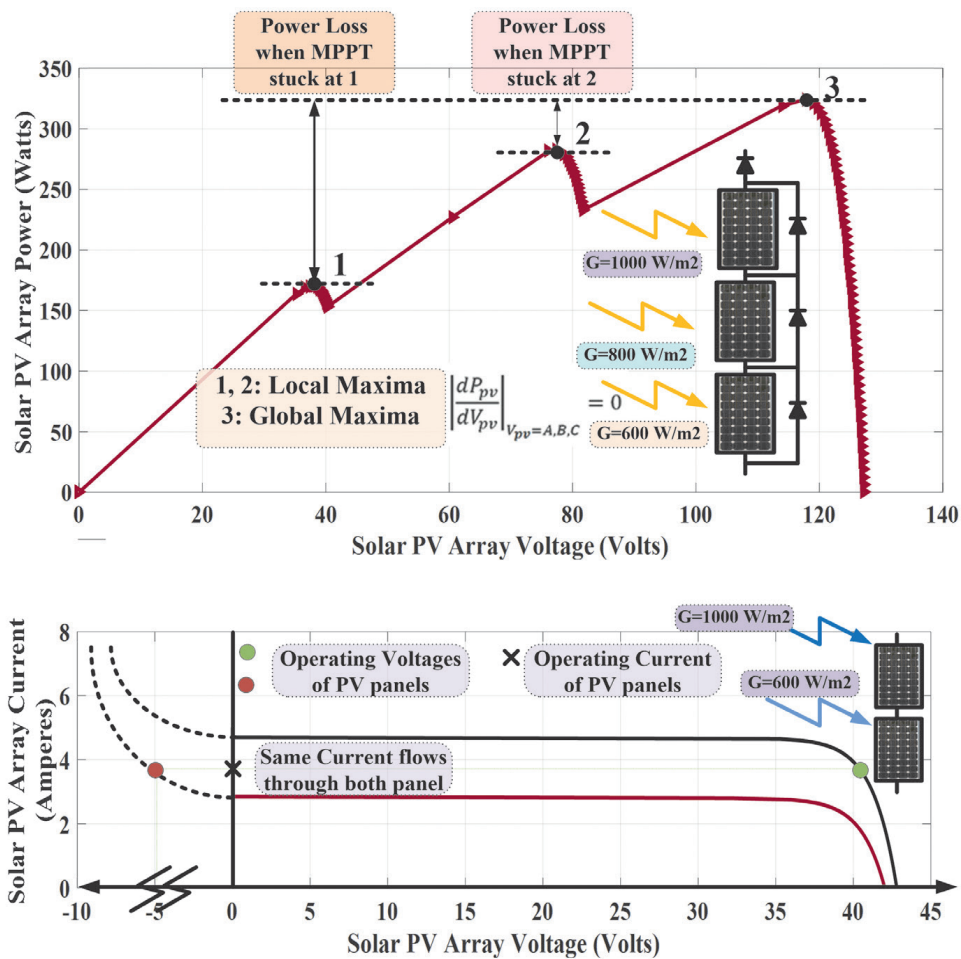 Power Loss
when MPPT
stuck at 1
Power Loss
when MPPT
stuck at 2
350
300
250
200
150
100
50
0
Solar PV Array Power (Watts)
1
2
3
G=1000 W/m2
G=800 W/m2
G=600 W/m2
1, 2: Local Maxima
3: Global Maxima
|dP_pv/dV_pv|_{V_pv=A,B,C} = 0
0 20 40 60 80 100 120 140
Solar PV Array Voltage (Volts)
8
6
4
2
0
Solar PV Array Current
(Amperes)
Operating Voltages
of PV panels
Operating Current
of PV panels
G=1000 W/m2
G=600 W/m2
Same Current flows
through both panel
-10 -5 0 5 10 15 20 25 30 35 40 45
Solar PV Array Voltage (Volts)